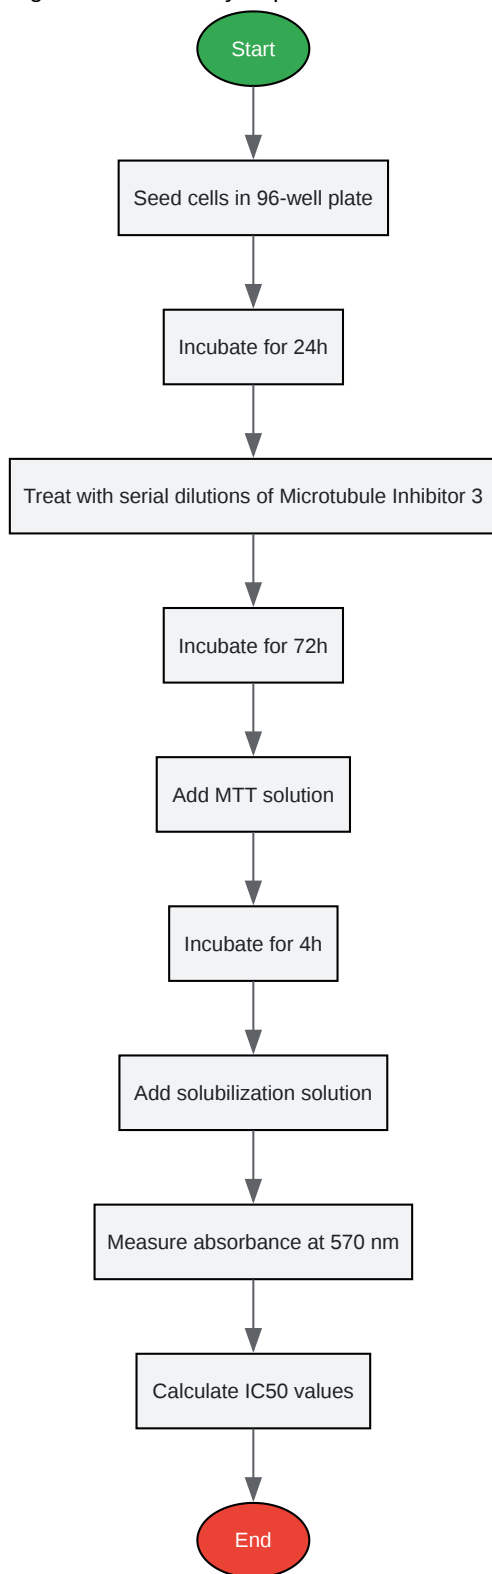 Start
Seed cells in 96-well plate
Incubate for 24h
Treat with serial dilutions of Microtubule Inhibitor 3
Incubate for 72h
Add MTT solution
Incubate for 4h
Add solubilization solution
Measure absorbance at 570 nm
Calculate IC50 values
End